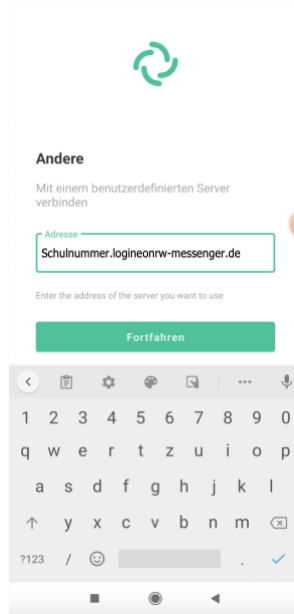 Andere
Mit einem benutzerdefinierten Server
verbinden
Adresse
Schulnummer.logineonrw-messenger.de
Enter the address of the server you want to use
Fortfahren
1 2 3 4 5 6 7 8 9 0
q w e r t z u i o p
a s d f g h j k l
y x c v b n m
?123 / .